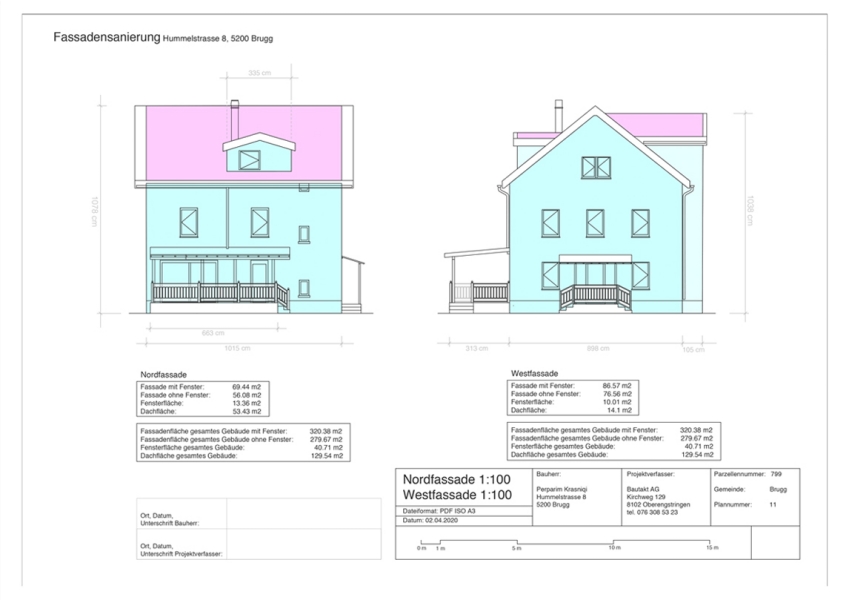 Fassadensanierung Hummelstrasse 8, 5200 Brugg
335 cm
1078 cm
1038 cm
663 cm
1015 cm
313 cm
898 cm
105 cm
Nordfassade
Fassade mit Fenster: 69.44 m2
Fassade ohne Fenster: 56.08 m2
Fensterfläche: 13.36 m2
Dachfläche: 53.43 m2
Fassadenfläche gesamtes Gebäude mit Fenster: 320.38 m2
Fassadenfläche gesamtes Gebäude ohne Fenster: 279.67 m2
Fensterfläche gesamtes Gebäude: 40.71 m2
Dachfläche gesamtes Gebäude: 129.54 m2
Westfassade
Fassade mit Fenster: 86.57 m2
Fassade ohne Fenster: 76.56 m2
Fensterfläche: 10.01 m2
Dachfläche: 14.1 m2
Fassadenfläche gesamtes Gebäude mit Fenster: 320.38 m2
Fassadenfläche gesamtes Gebäude ohne Fenster: 279.67 m2
Fensterfläche gesamtes Gebäude: 40.71 m2
Dachfläche gesamtes Gebäude: 129.54 m2
Ort, Datum,
Unterschrift Bauherr:
Ort, Datum,
Unterschrift Projektverfasser:
Nordfassade 1:100
Westfassade 1:100
Dateiformat: PDF ISO A3
Datum: 02.04.2020
Bauherr:
Perparim Krasniqi
Hummelstrasse 8
5200 Brugg
Projektverfasser:
Bautakt AG
Kirchweg 129
8102 Oberengstringen
tel. 076 308 53 23
Parzellennummer: 799
Gemeinde: Brugg
Plannummer: 11
0 m 1 m 5 m 10 m 15 m